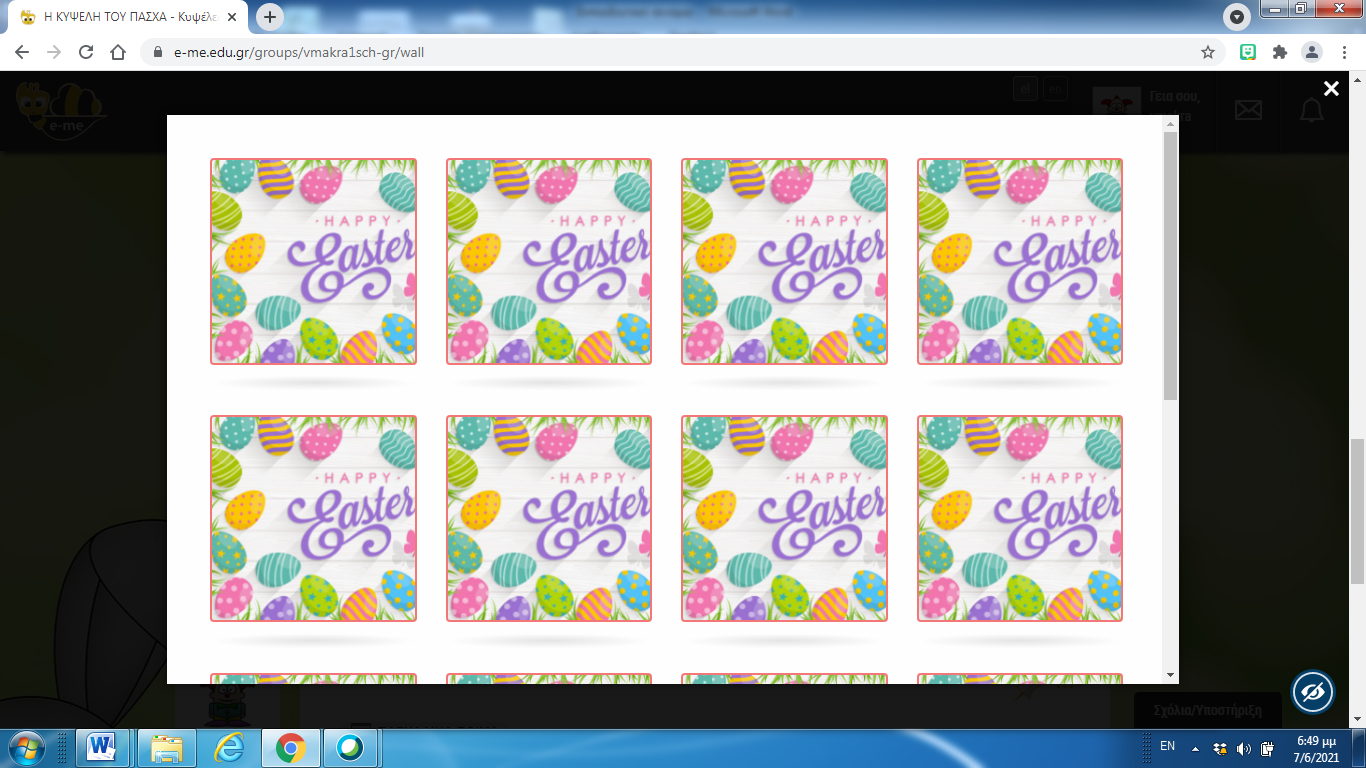 Η ΚΥΨΕΛΗ ΤΟΥ ΠΑΣΧΑ - Κυψέλε
e-me.edu.gr/groups/vmakra1sch-gr/wall
e-me
el en
Γεια σου,
· HAPPY · · HAPPY · · HAPPY · · HAPPY ·
Easter Easter Easter Easter
· HAPPY · · HAPPY · · HAPPY · · HAPPY ·
Easter Easter Easter Easter
Σχόλια/Υποστήριξη
EN
6:49 μμ
7/6/2021